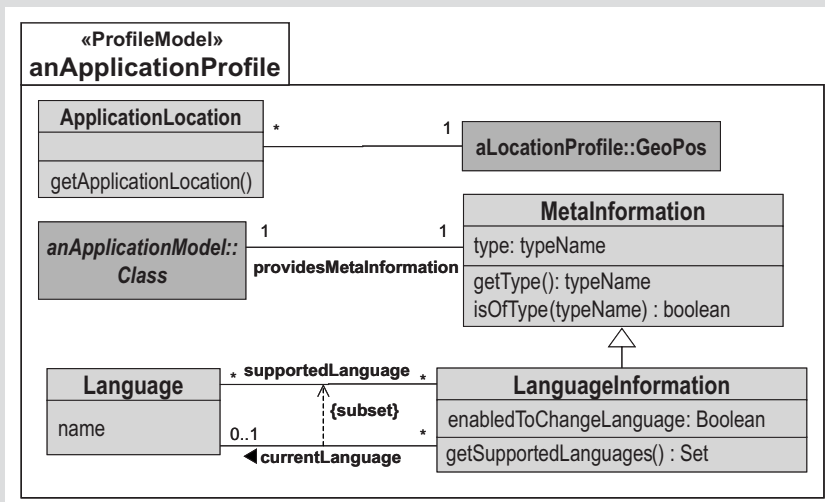 «ProfileModel»
anApplicationProfile
ApplicationLocation
getApplicationLocation()
*
1
aLocationProfile::GeoPos
anApplicationModel::
Class
1
1
providesMetaInformation
MetaInformation
type: typeName
getType(): typeName
isOfType(typeName) : boolean
Language
name
* supportedLanguage *
{subset}
0..1
*
◀ currentLanguage
LanguageInformation
enabledToChangeLanguage: Boolean
getSupportedLanguages() : Set